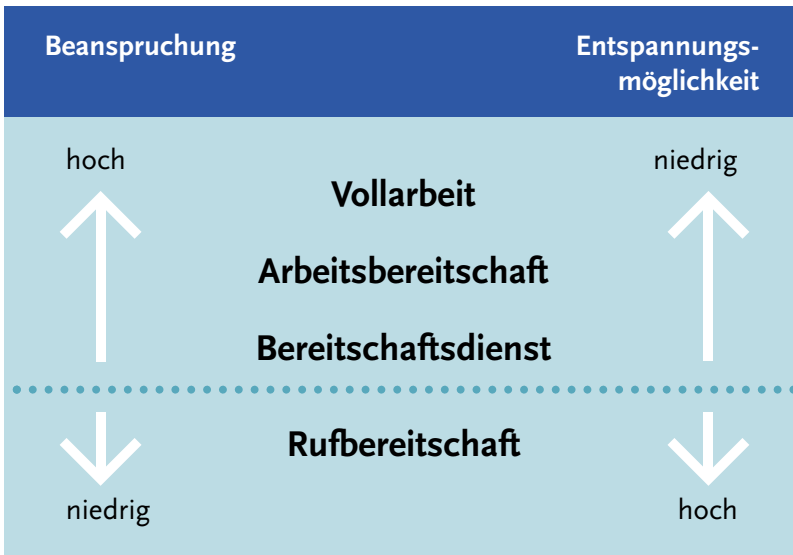 Beanspruchung
Entspannungs-
möglichkeit
hoch
niedrig
Vollarbeit
Arbeitsbereitschaft
Bereitschaftsdienst
Rufbereitschaft
niedrig
hoch